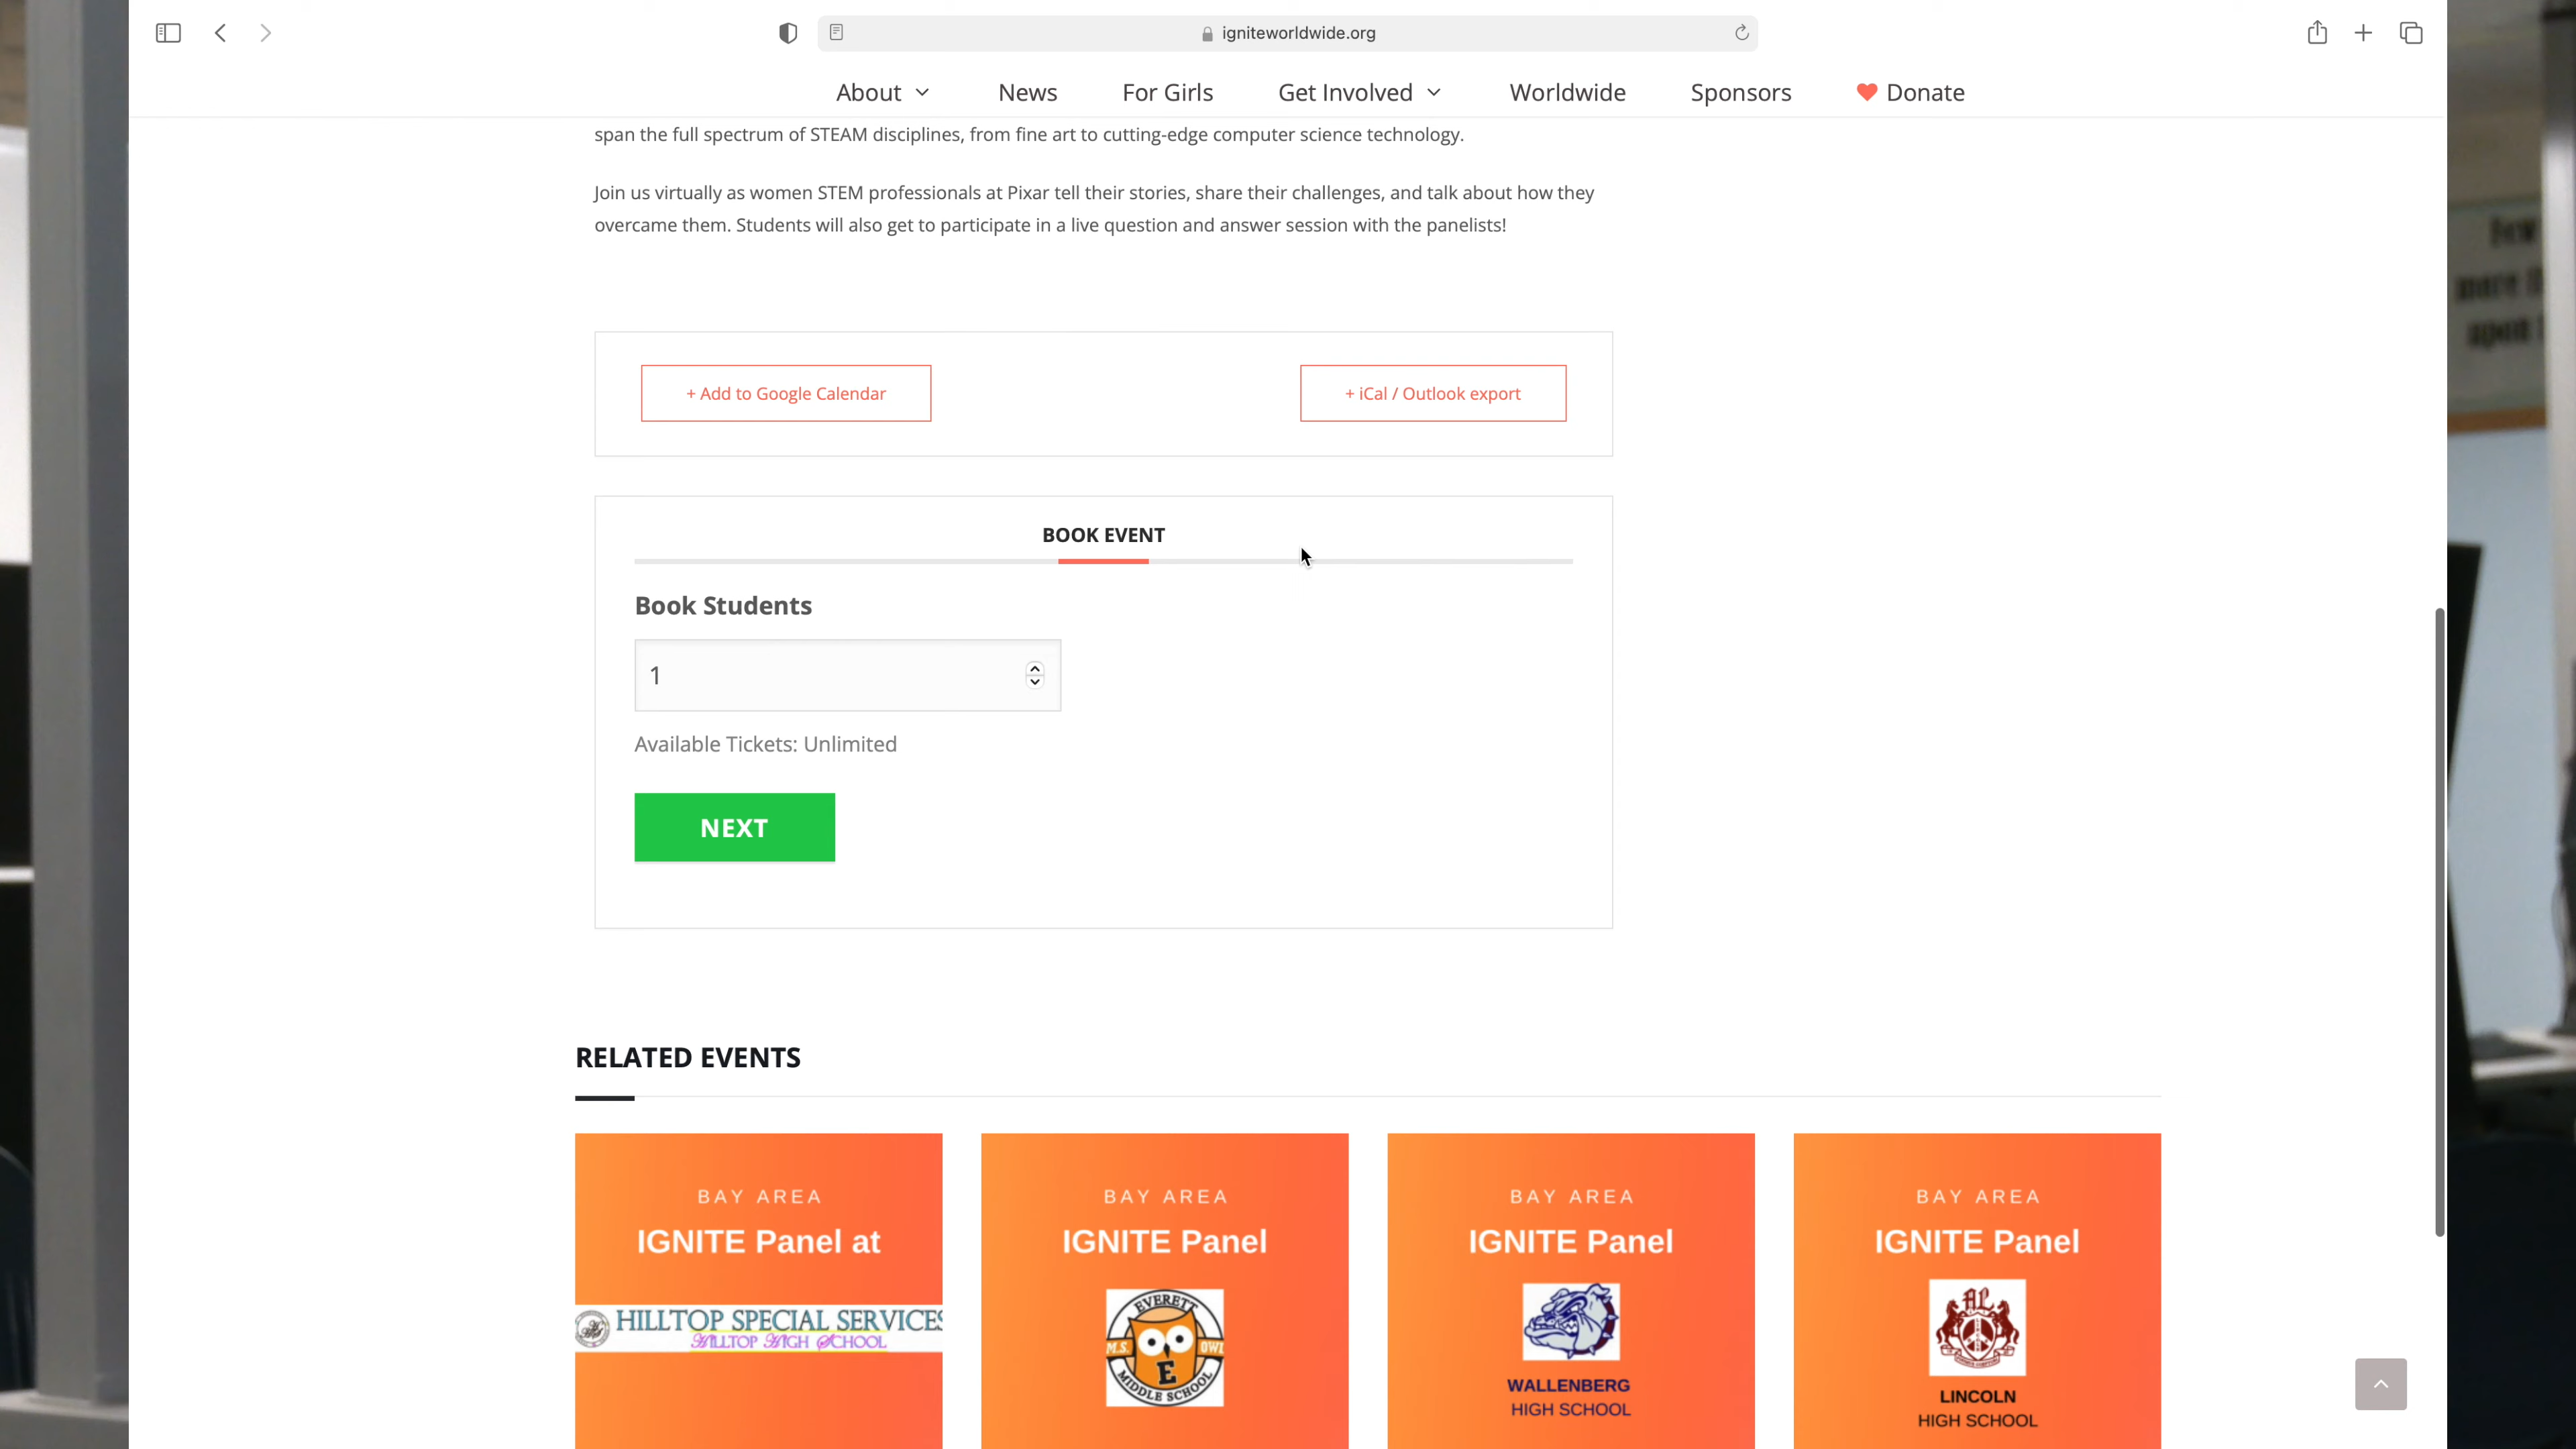 igniteworldwide.org
About
News
For Girls
Get Involved
Worldwide
Sponsors
Donate
span the full spectrum of STEAM disciplines, from fine art to cutting-edge computer science technology.
Join us virtually as women STEM professionals at Pixar tell their stories, share their challenges, and talk about how they
overcame them. Students will also get to participate in a live question and answer session with the panelists!
+ Add to Google Calendar
+ iCal / Outlook export
BOOK EVENT
Book Students
1
Available Tickets: Unlimited
NEXT
RELATED EVENTS
BAY AREA
IGNITE Panel at
HILLTOP SPECIAL SERVICES
HILLTOP HIGH SCHOOL
BAY AREA
IGNITE Panel
EVERETT
M.S. OWL
E
MIDDLE SCHOOL
BAY AREA
IGNITE Panel
WALLENBERG
HIGH SCHOOL
BAY AREA
IGNITE Panel
AL
LINCOLN
HIGH SCHOOL